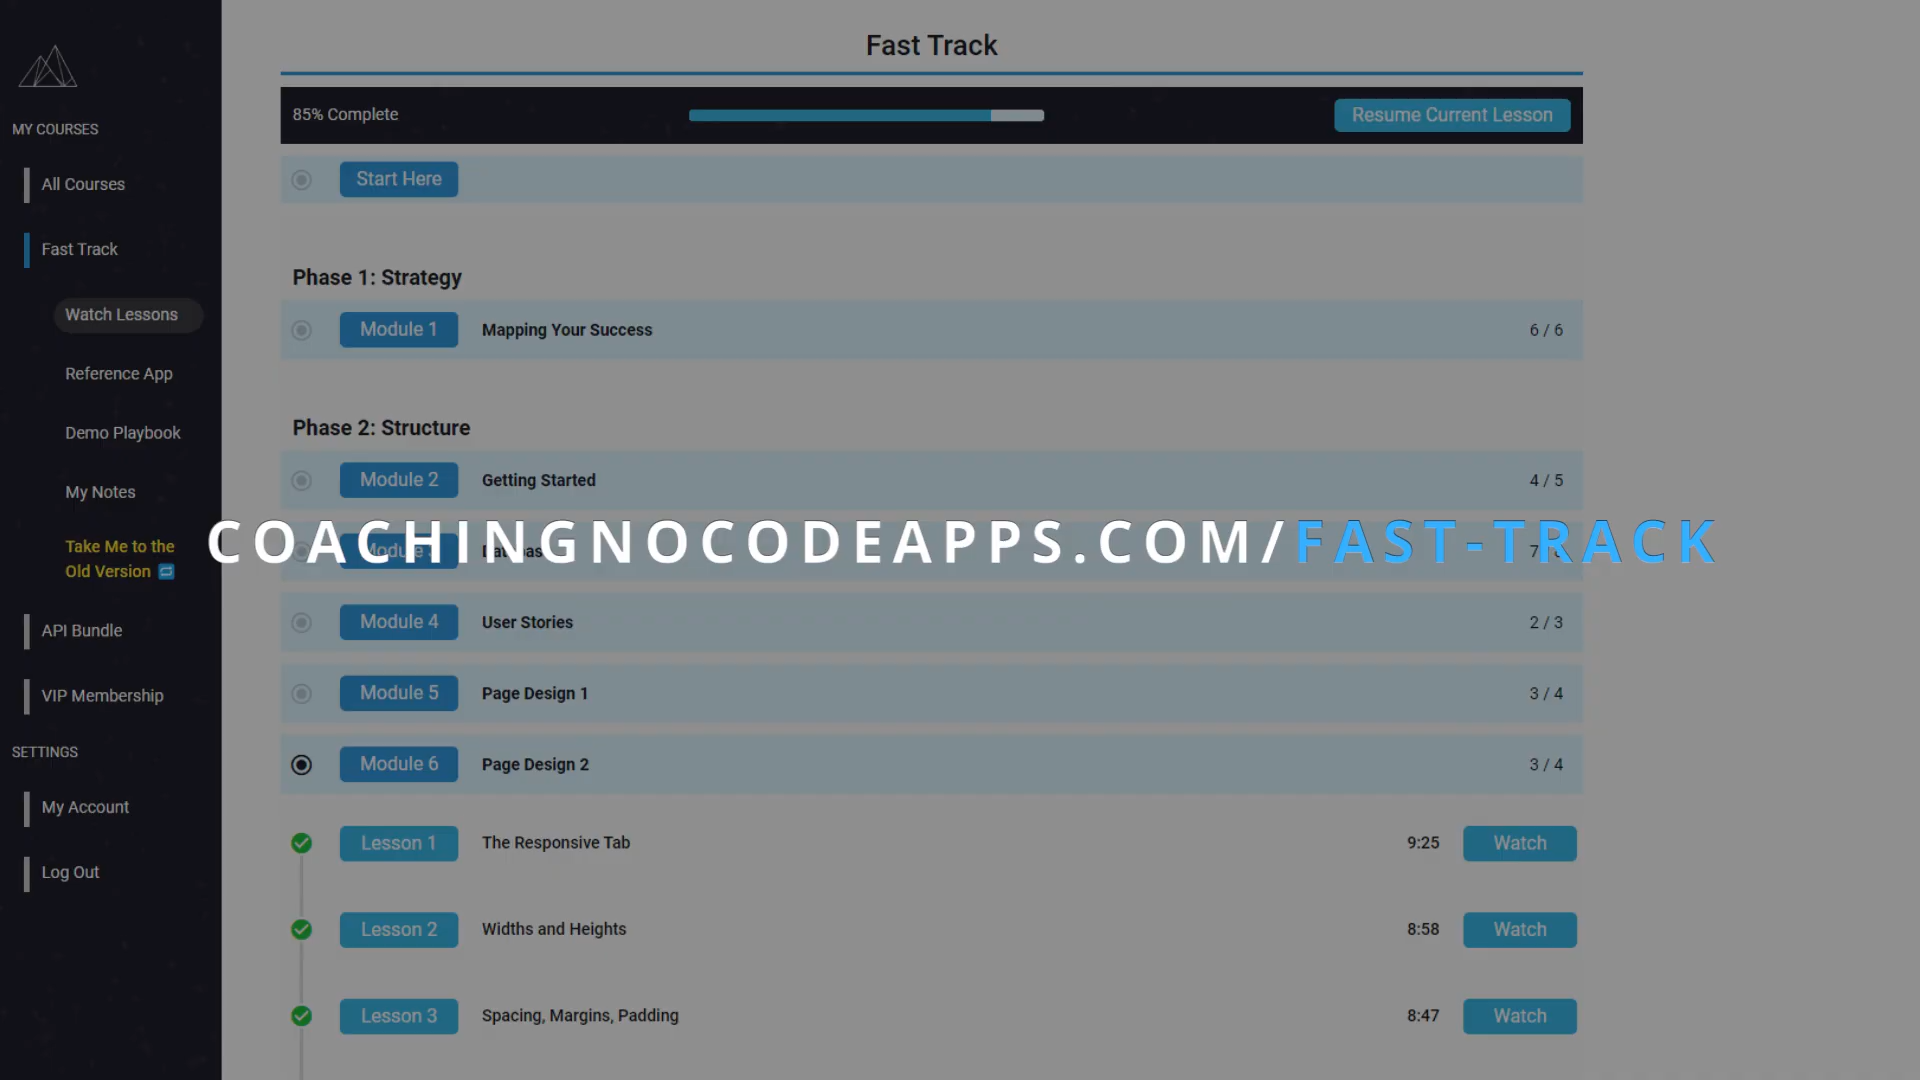 Fast Track
85% Complete
Resume Current Lesson
MY COURSES
All Courses
Fast Track
Watch Lessons
Reference App
Demo Playbook
My Notes
Take Me to the
Old Version
API Bundle
VIP Membership
SETTINGS
My Account
Log Out
Start Here
Phase 1: Strategy
Module 1 Mapping Your Success 6 / 6
Phase 2: Structure
Module 2 Getting Started 4 / 5
COACHINGNOCODEAPPS.COM/FAST-TRACK
Module 4 User Stories 2 / 3
Module 5 Page Design 1 3 / 4
Module 6 Page Design 2 3 / 4
Lesson 1 The Responsive Tab 9:25 Watch
Lesson 2 Widths and Heights 8:58 Watch
Lesson 3 Spacing, Margins, Padding 8:47 Watch